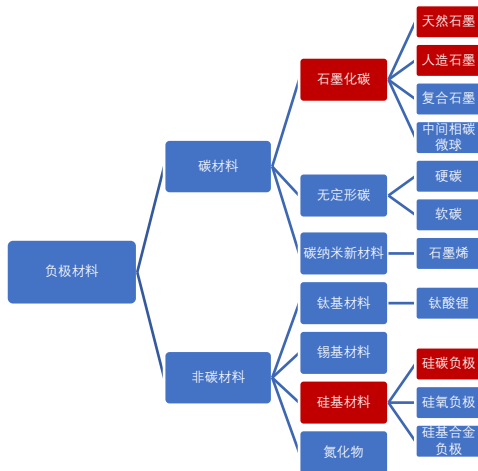 负极材料
碳材料
石墨化碳
天然石墨
人造石墨
复合石墨
中间相碳
微球
无定形碳
硬碳
软碳
碳纳米新材料
石墨烯
非碳材料
钛基材料
钛酸锂
锡基材料
硅基材料
硅碳负极
硅氧负极
硅基合金
负极
氮化物